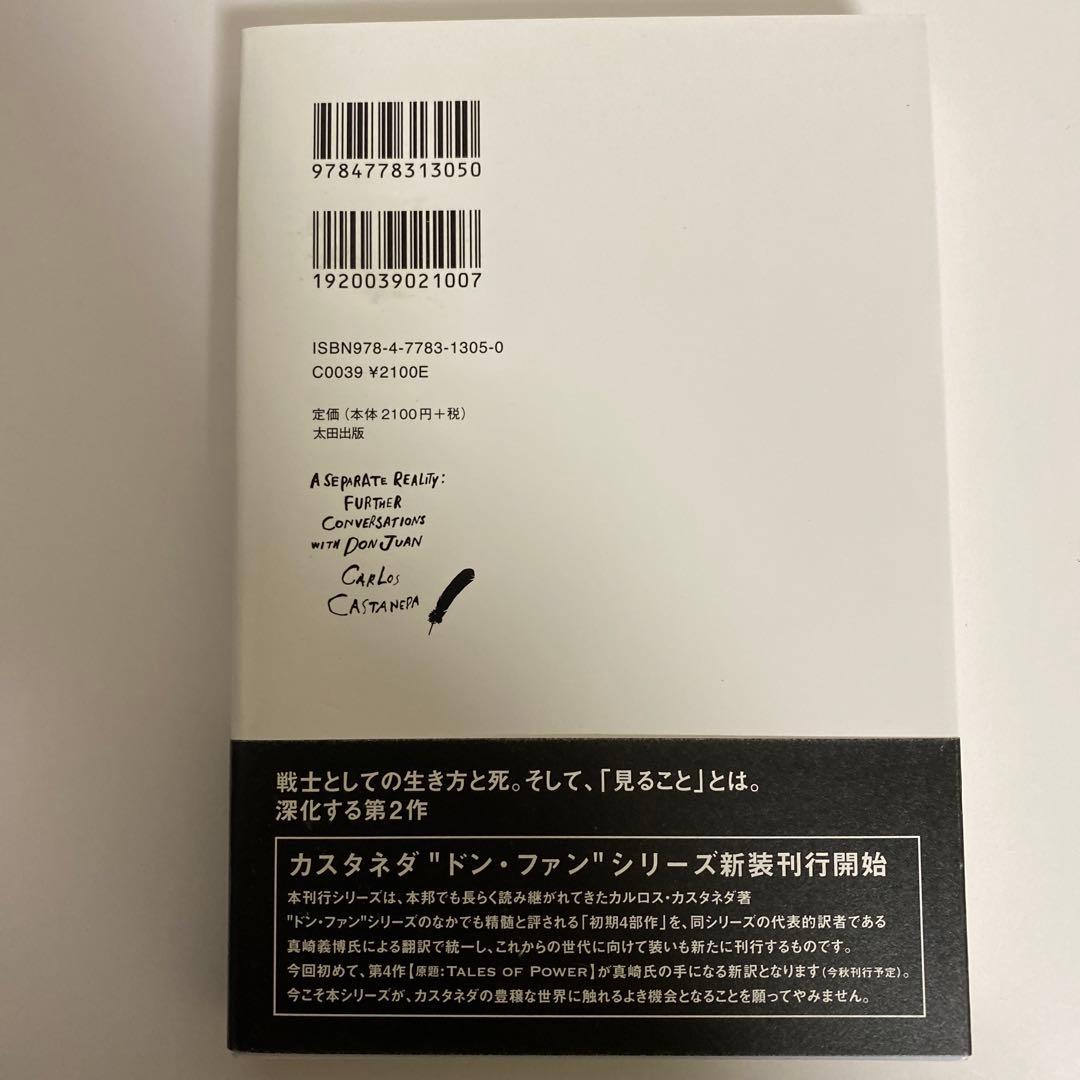 9784778313050
1920039021007
ISBN978-4-7783-1305-0
C0039 ¥2100E
定価（本体2100円＋税）
太田出版
A SEPARATE REALITY:
FURTHER
CONVERSATIONS
WITH DON JUAN
CARLOS
CASTANEDA
戦士としての生き方と死。そして、「見ること」とは。
深化する第2作
カスタネダ"ドン・ファン"シリーズ新装刊行開始
本刊行シリーズは、本邦でも長らく読み継がれてきたカルロス・カスタネダ著
"ドン・ファン"シリーズのなかでも精髄と評される「初期4部作」を、同シリーズの代表的訳者である
真崎義博氏による翻訳で統一し、これからの世代に向けて装いも新たに刊行するものです。
今回初めて、第4作【原題:TALES OF POWER】が真崎氏の手になる新訳となります（今秋刊行予定）。
今こそ本シリーズが、カスタネダの豊穣な世界に触れるよき機会となることを願ってやみません。